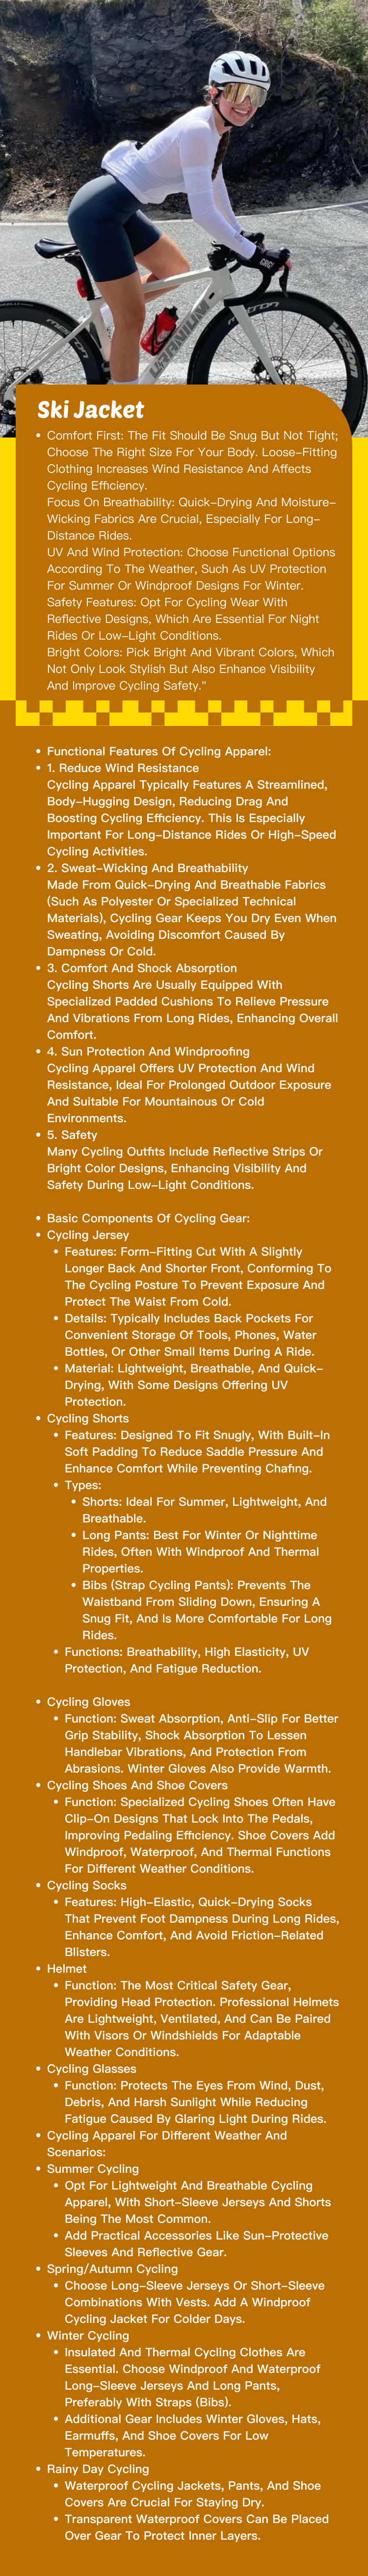 Ski Jacket
• Comfort First: The Fit Should Be Snug But Not Tight;
Choose The Right Size For Your Body. Loose-Fitting
Clothing Increases Wind Resistance And Affects
Cycling Efficiency.
Focus On Breathability: Quick-Drying And Moisture-
Wicking Fabrics Are Crucial, Especially For Long-
Distance Rides.
UV And Wind Protection: Choose Functional Options
According To The Weather, Such As UV Protection
For Summer Or Windproof Designs For Winter.
Safety Features: Opt For Cycling Wear With
Reflective Designs, Which Are Essential For Night
Rides Or Low-Light Conditions.
Bright Colors: Pick Bright And Vibrant Colors, Which
Not Only Look Stylish But Also Enhance Visibility
And Improve Cycling Safety."
• Functional Features Of Cycling Apparel:
• 1. Reduce Wind Resistance
Cycling Apparel Typically Features A Streamlined,
Body-Hugging Design, Reducing Drag And
Boosting Cycling Efficiency. This Is Especially
Important For Long-Distance Rides Or High-Speed
Cycling Activities.
• 2. Sweat-Wicking And Breathability
Made From Quick-Drying And Breathable Fabrics
(Such As Polyester Or Specialized Technical
Materials), Cycling Gear Keeps You Dry Even When
Sweating, Avoiding Discomfort Caused By
Dampness Or Cold.
• 3. Comfort And Shock Absorption
Cycling Shorts Are Usually Equipped With
Specialized Padded Cushions To Relieve Pressure
And Vibrations From Long Rides, Enhancing Overall
Comfort.
• 4. Sun Protection And Windproofing
Cycling Apparel Offers UV Protection And Wind
Resistance, Ideal For Prolonged Outdoor Exposure
And Suitable For Mountainous Or Cold
Environments.
• 5. Safety
Many Cycling Outfits Include Reflective Strips Or
Bright Color Designs, Enhancing Visibility And
Safety During Low-Light Conditions.
• Basic Components Of Cycling Gear:
• Cycling Jersey
• Features: Form-Fitting Cut With A Slightly
Longer Back And Shorter Front, Conforming To
The Cycling Posture To Prevent Exposure And
Protect The Waist From Cold.
• Details: Typically Includes Back Pockets For
Convenient Storage Of Tools, Phones, Water
Bottles, Or Other Small Items During A Ride.
• Material: Lightweight, Breathable, And Quick-
Drying, With Some Designs Offering UV
Protection.
• Cycling Shorts
• Features: Designed To Fit Snugly, With Built-In
Soft Padding To Reduce Saddle Pressure And
Enhance Comfort While Preventing Chafing.
• Types:
• Shorts: Ideal For Summer, Lightweight, And
Breathable.
• Long Pants: Best For Winter Or Nighttime
Rides, Often With Windproof And Thermal
Properties.
• Bibs (Strap Cycling Pants): Prevents The
Waistband From Sliding Down, Ensuring A
Snug Fit, And Is More Comfortable For Long
Rides.
• Functions: Breathability, High Elasticity, UV
Protection, And Fatigue Reduction.
• Cycling Gloves
• Function: Sweat Absorption, Anti-Slip For Better
Grip Stability, Shock Absorption To Lessen
Handlebar Vibrations, And Protection From
Abrasions. Winter Gloves Also Provide Warmth.
• Cycling Shoes And Shoe Covers
• Function: Specialized Cycling Shoes Often Have
Clip-On Designs That Lock Into The Pedals,
Improving Pedaling Efficiency. Shoe Covers Add
Windproof, Waterproof, And Thermal Functions
For Different Weather Conditions.
• Cycling Socks
• Features: High-Elastic, Quick-Drying Socks
That Prevent Foot Dampness During Long Rides,
Enhance Comfort, And Avoid Friction-Related
Blisters.
• Helmet
• Function: The Most Critical Safety Gear,
Providing Head Protection. Professional Helmets
Are Lightweight, Ventilated, And Can Be Paired
With Visors Or Windshields For Adaptable
Weather Conditions.
• Cycling Glasses
• Function: Protects The Eyes From Wind, Dust,
Debris, And Harsh Sunlight While Reducing
Fatigue Caused By Glaring Light During Rides.
• Cycling Apparel For Different Weather And
Scenarios:
• Summer Cycling
• Opt For Lightweight And Breathable Cycling
Apparel, With Short-Sleeve Jerseys And Shorts
Being The Most Common.
• Add Practical Accessories Like Sun-Protective
Sleeves And Reflective Gear.
• Spring/Autumn Cycling
• Choose Long-Sleeve Jerseys Or Short-Sleeve
Combinations With Vests. Add A Windproof
Cycling Jacket For Colder Days.
• Winter Cycling
• Insulated And Thermal Cycling Clothes Are
Essential. Choose Windproof And Waterproof
Long-Sleeve Jerseys And Long Pants,
Preferably With Straps (Bibs).
• Additional Gear Includes Winter Gloves, Hats,
Earmuffs, And Shoe Covers For Low
Temperatures.
• Rainy Day Cycling
• Waterproof Cycling Jackets, Pants, And Shoe
Covers Are Crucial For Staying Dry.
• Transparent Waterproof Covers Can Be Placed
Over Gear To Protect Inner Layers.